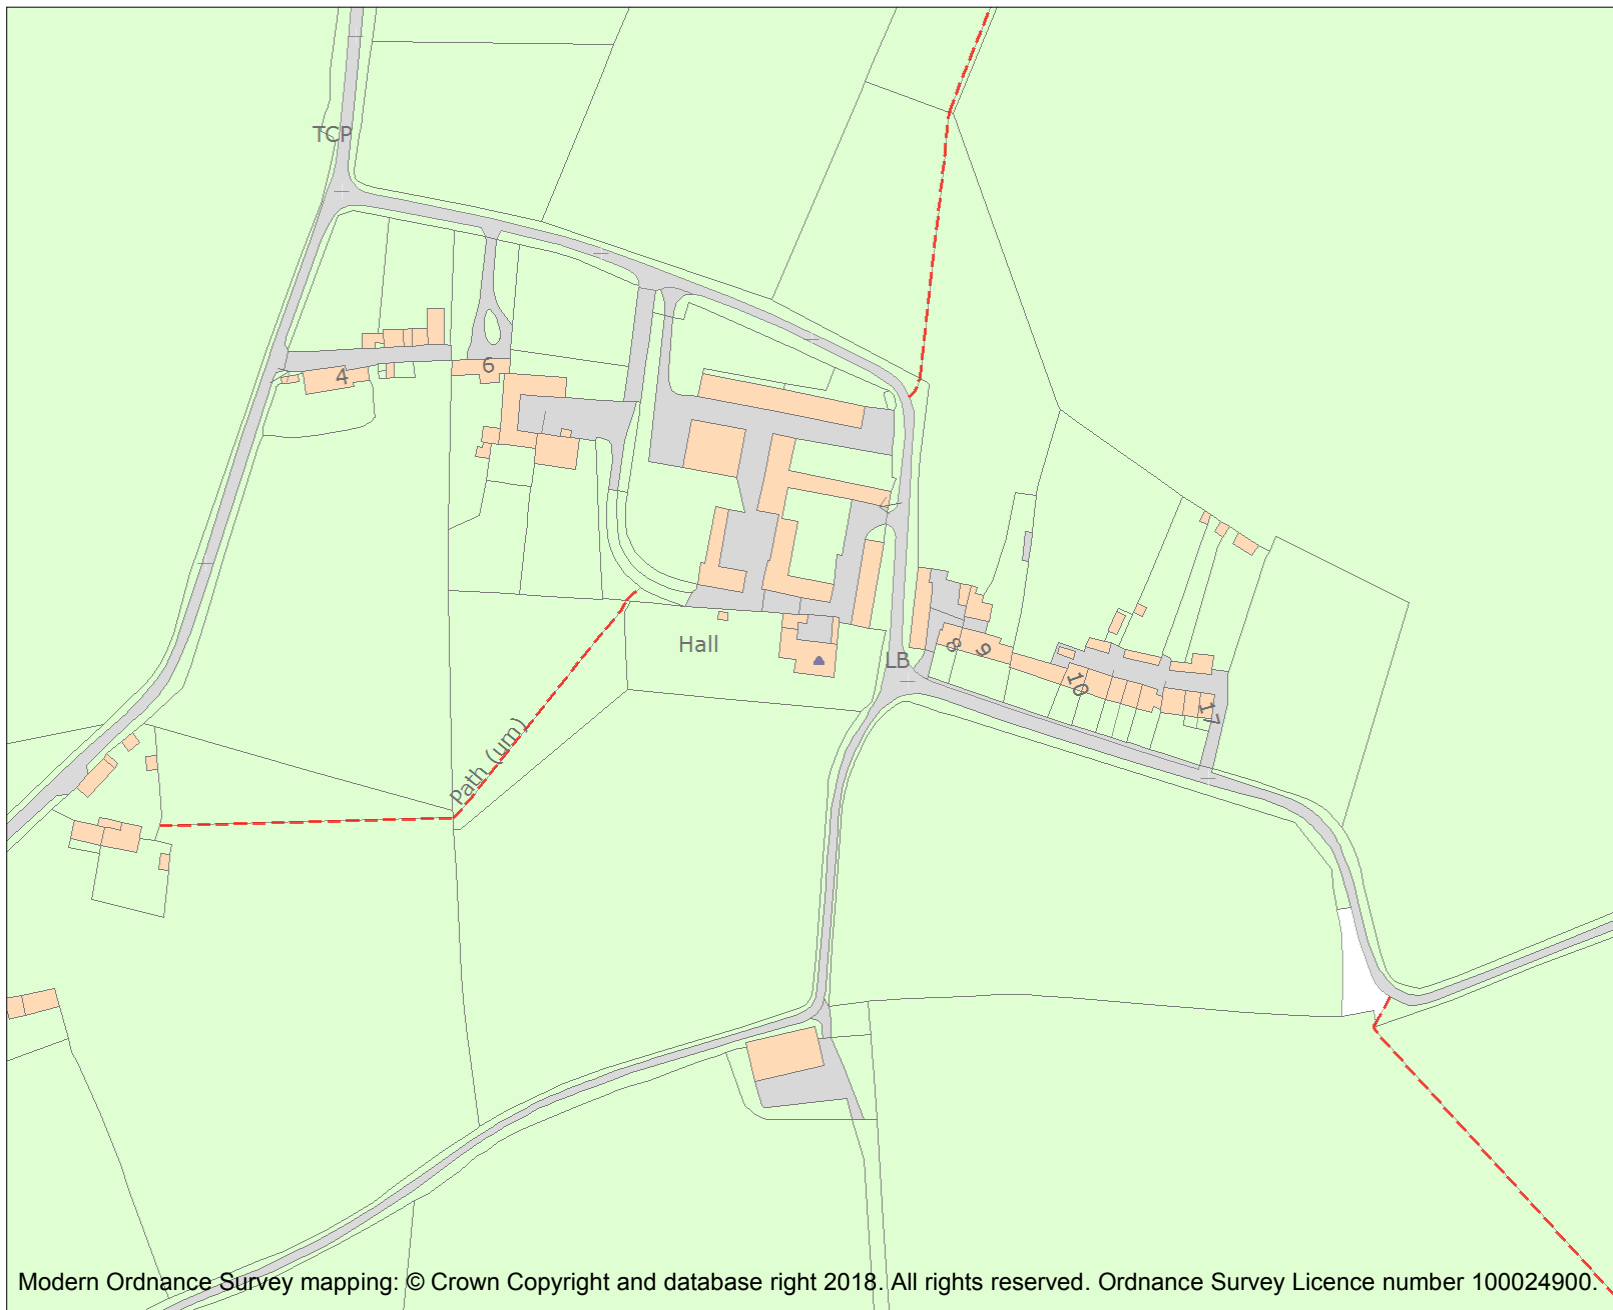 TCP
4
6
Hall
LB
8
9
10
17
Path (um)
Modern Ordnance Survey mapping: © Crown Copyright and database right 2018. All rights reserved. Ordnance Survey Licence number 100024900.